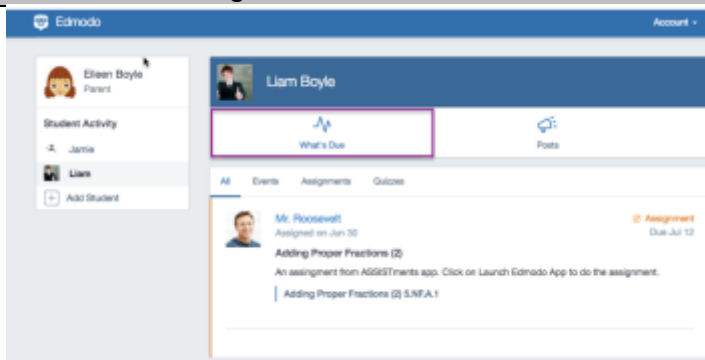 Edmodo
Account
Eileen Boyle
Parent
Student Activity
Jamie
Liam
Add Student
Liam Boyle
What's Due
Posts
All Events Assignments Quizzes
Mr. Roosevelt
Assignment
Assigned on Jun 30
Due Jul 12
Adding Proper Fractions (2)
An assingment from ASSISTments app. Click on Launch Edmodo App to do the assignment.
Adding Proper Fractions (2) 5.NF.A.1